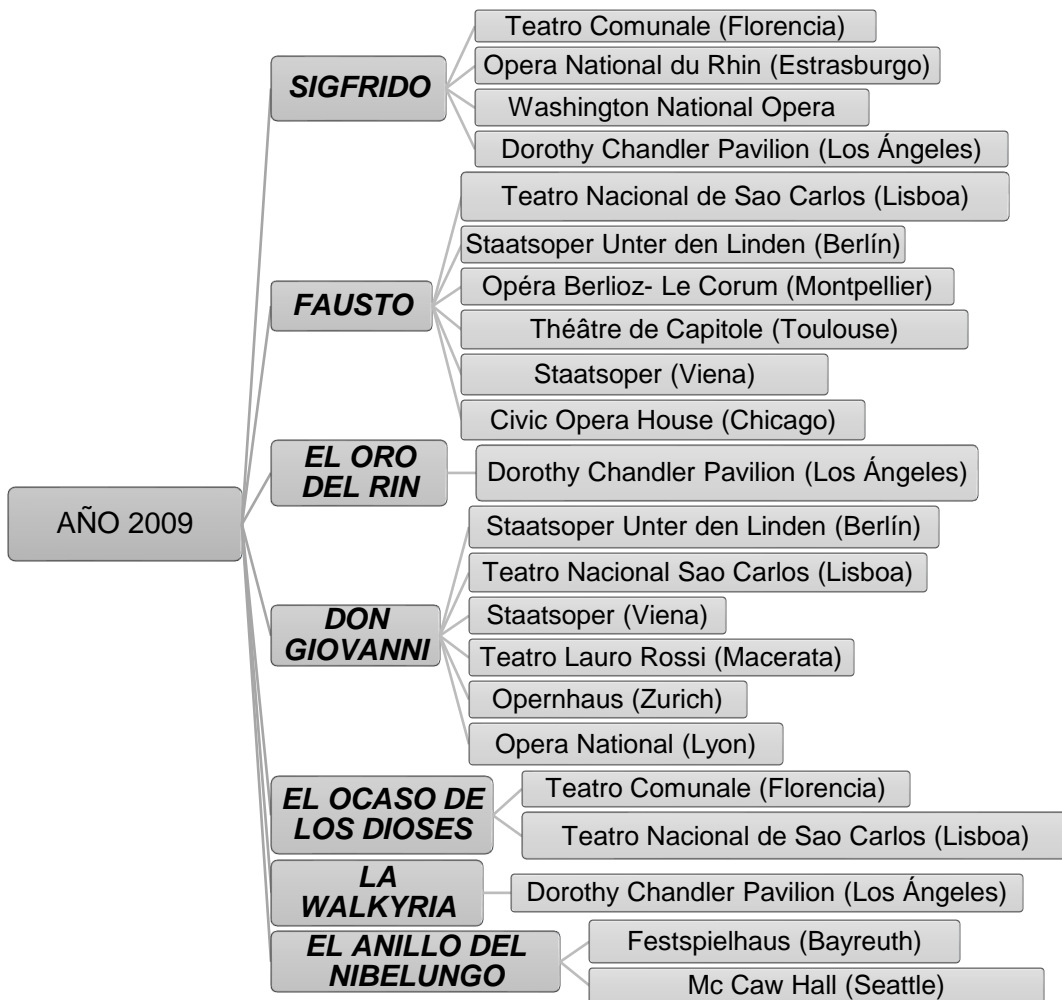 AÑO 2009
SIGFRIDO
Teatro Comunale (Florencia)
Opera National du Rhin (Estrasburgo)
Washington National Opera
Dorothy Chandler Pavilion (Los Ángeles)
FAUSTO
Teatro Nacional de Sao Carlos (Lisboa)
Staatsoper Unter den Linden (Berlín)
Opéra Berlioz- Le Corum (Montpellier)
Théâtre de Capitole (Toulouse)
Staatsoper (Viena)
Civic Opera House (Chicago)
EL ORO
DEL RIN
Dorothy Chandler Pavilion (Los Ángeles)
DON
GIOVANNI
Staatsoper Unter den Linden (Berlín)
Teatro Nacional Sao Carlos (Lisboa)
Staatsoper (Viena)
Teatro Lauro Rossi (Macerata)
Opernhaus (Zurich)
Opera National (Lyon)
EL OCASO DE
LOS DIOSES
Teatro Comunale (Florencia)
Teatro Nacional de Sao Carlos (Lisboa)
LA
WALKYRIA
Dorothy Chandler Pavilion (Los Ángeles)
EL ANILLO DEL
NIBELUNGO
Festspielhaus (Bayreuth)
Mc Caw Hall (Seattle)